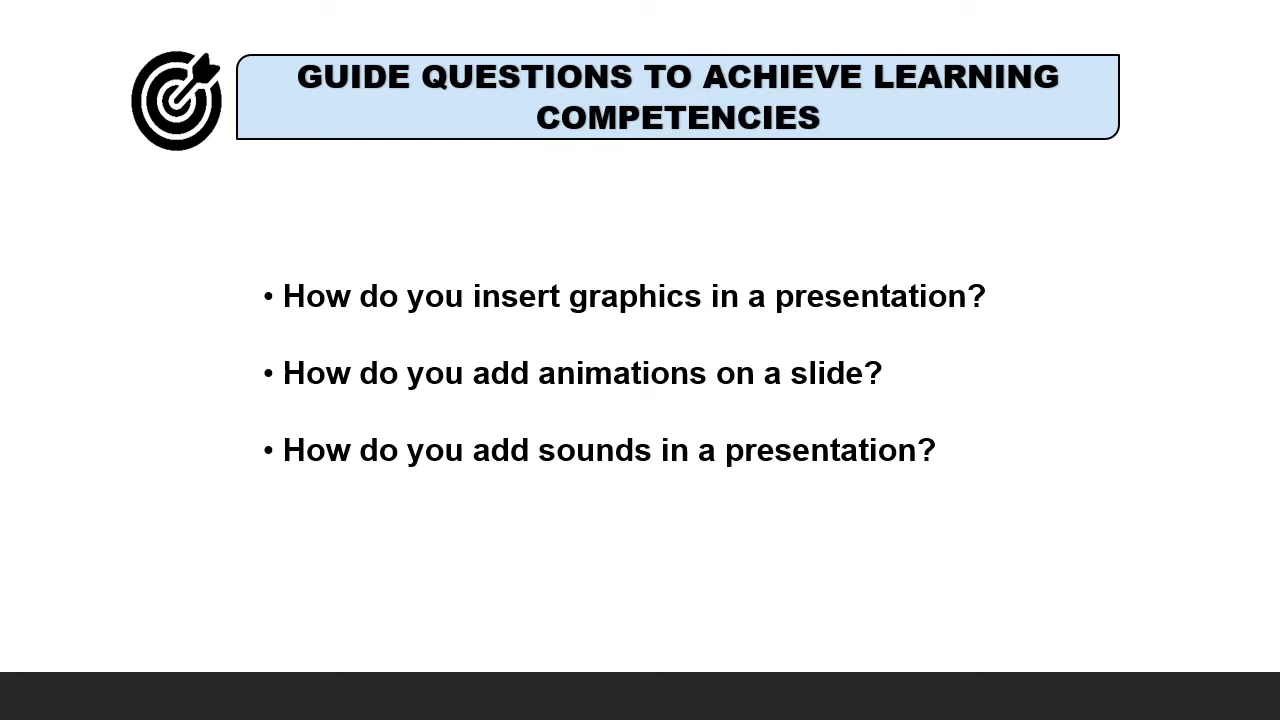 GUIDE QUESTIONS TO ACHIEVE LEARNING
COMPETENCIES
• How do you insert graphics in a presentation?
• How do you add animations on a slide?
• How do you add sounds in a presentation?